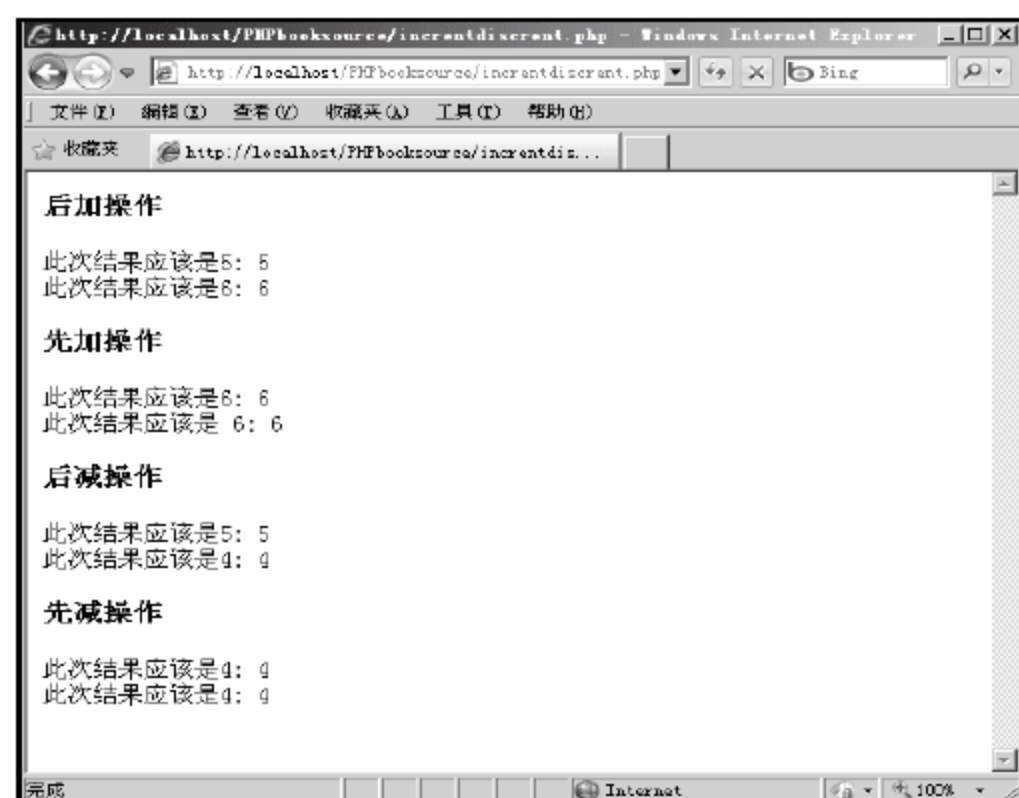 http://localhost/PHPbooksource/increntdiscrent.php - Windows Internet Explorer
http://localhost/PHPbooksource/increntdiscrent.php
Bing
文件(F) 编辑(E) 查看(V) 收藏夹(A) 工具(T) 帮助(H)
收藏夹
http://localhost/PHPbooksource/increntdis...
后加操作
此次结果应该是5: 5
此次结果应该是6: 6
先加操作
此次结果应该是6: 6
此次结果应该是 6: 6
后减操作
此次结果应该是5: 5
此次结果应该是4: 4
先减操作
此次结果应该是4: 4
此次结果应该是4: 4
完成
Internet
100%